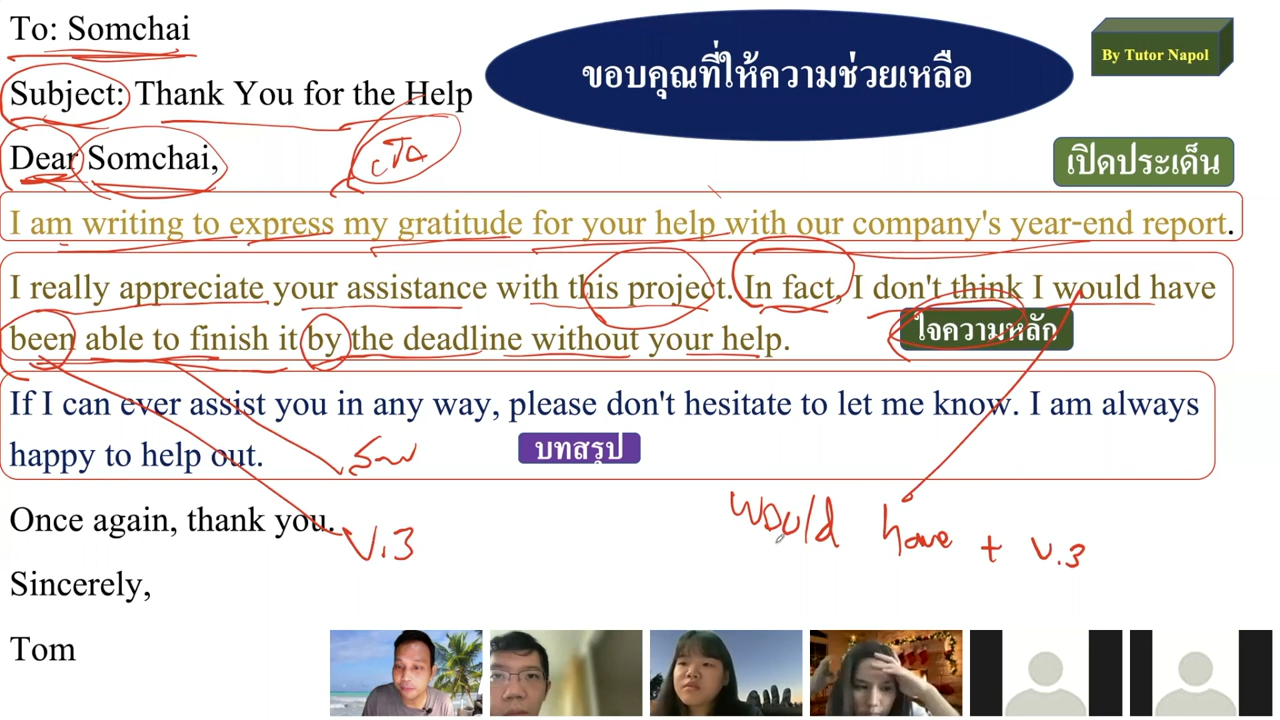 To: Somchai
ขอบคุณที่ให้ความช่วยเหลือ
By Tutor Napol
Subject: Thank You for the Help
Dear Somchai,
เปิดประเด็น
I am writing to express my gratitude for your help with our company's year-end report.
I really appreciate your assistance with this project. In fact, I don't think I would have
been able to finish it by the deadline without your help.
ใจความหลัก
If I can ever assist you in any way, please don't hesitate to let me know. I am always
happy to help out.
บทสรุป
Once again, thank you.
V.3
would have + V.3
Sincerely,
Tom